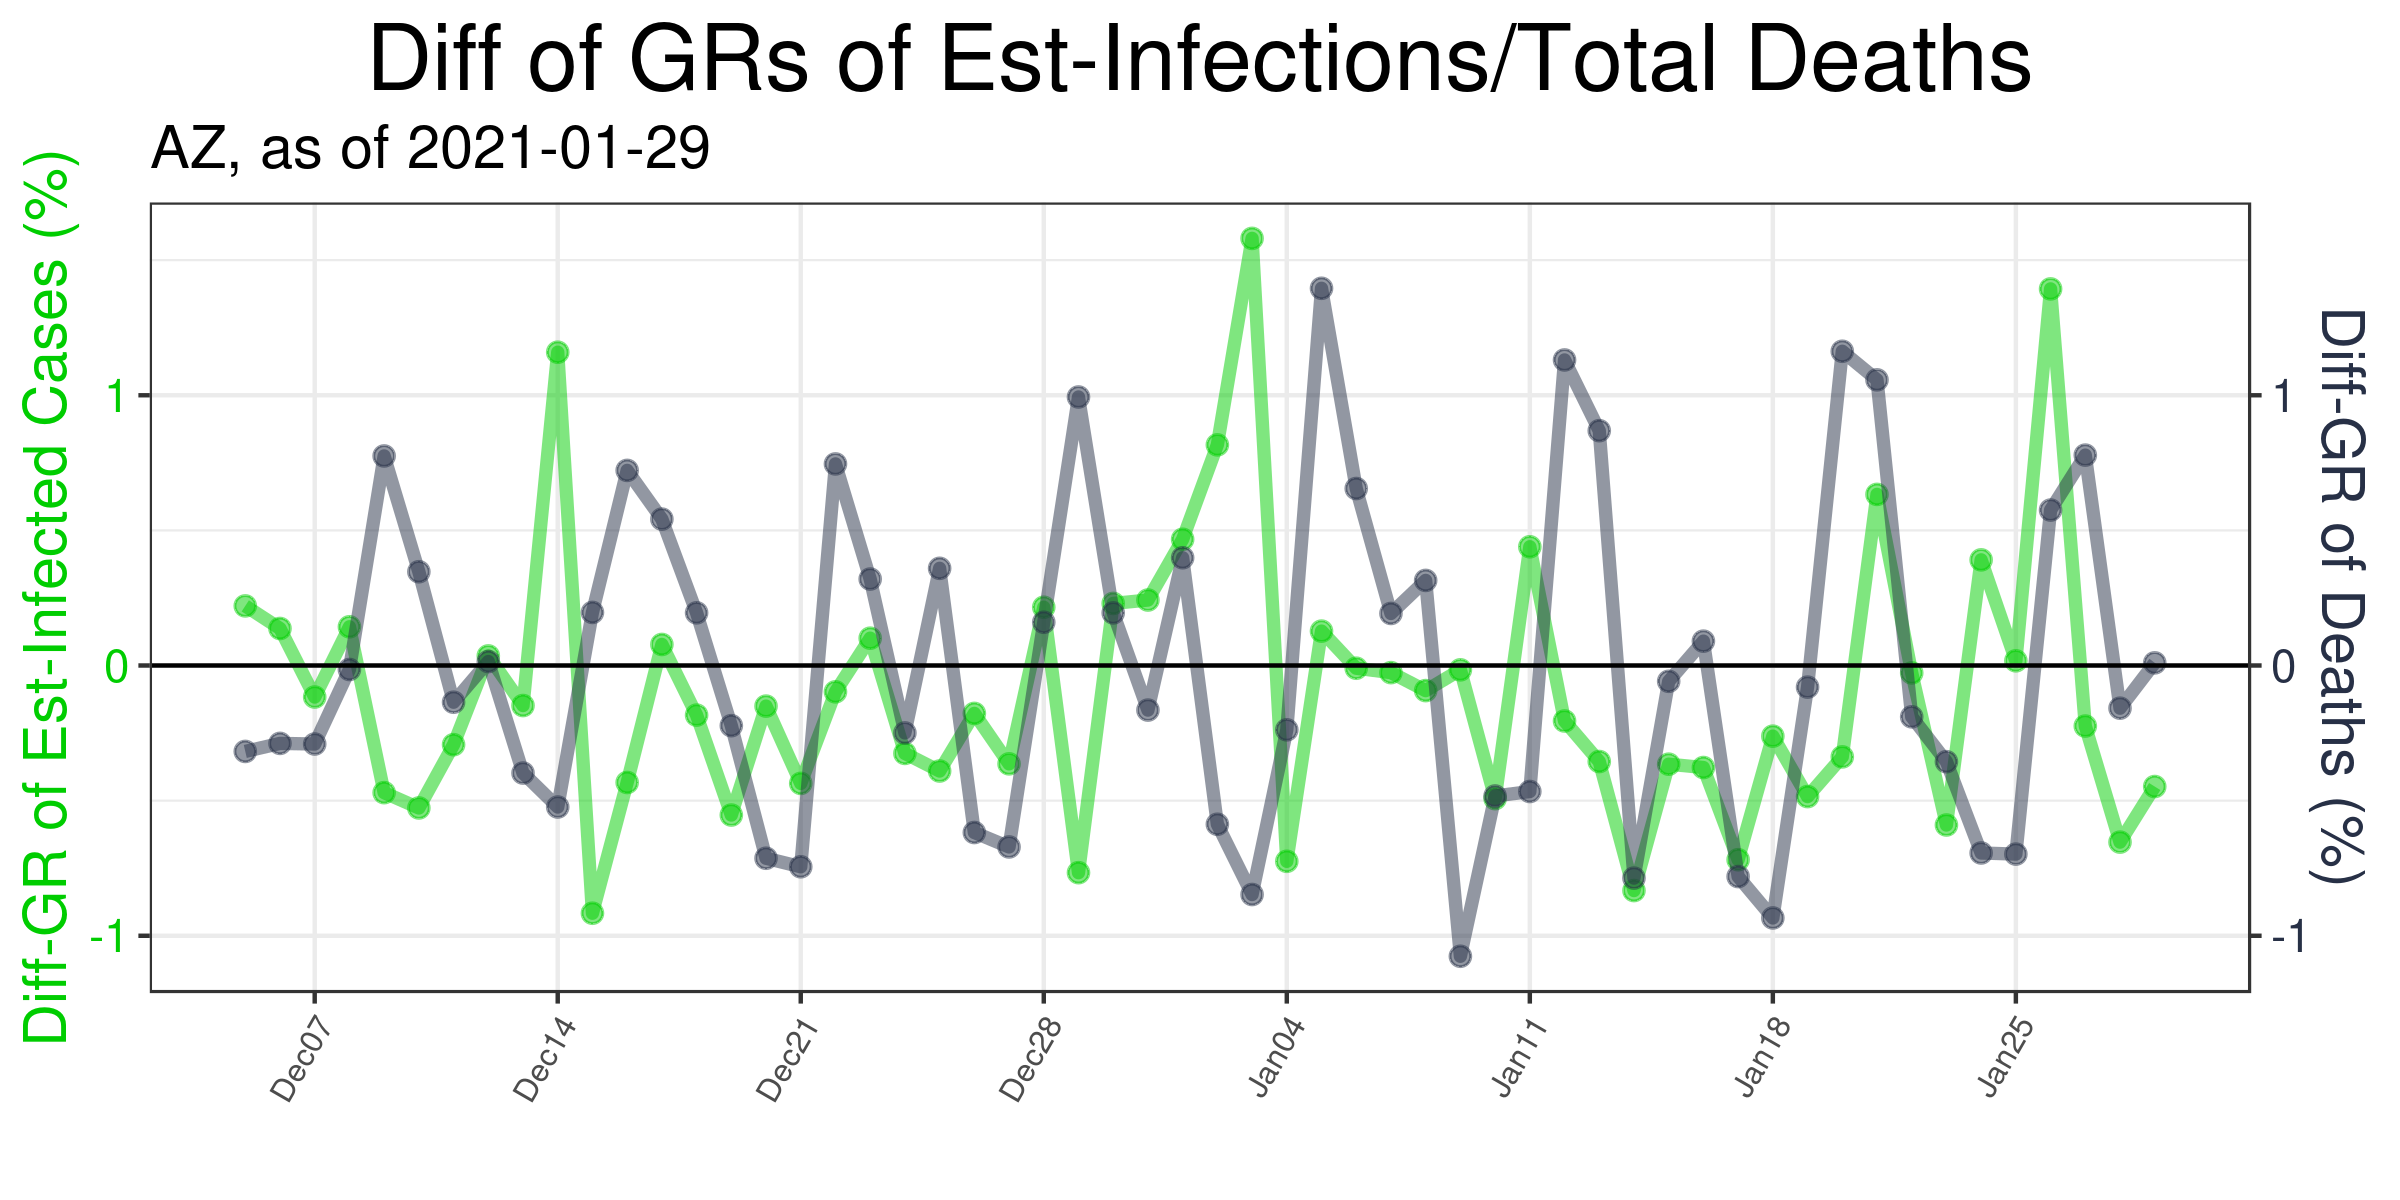 Diff of GRs of Est-Infections/Total Deaths
AZ, as of 2021-01-29
Diff-GR of Est-Infected Cases (%)
1
0
-1
1
0
-1
Diff-GR of Deaths (%)
Dec07
Dec14
Dec21
Dec28
Jan04
Jan11
Jan18
Jan25